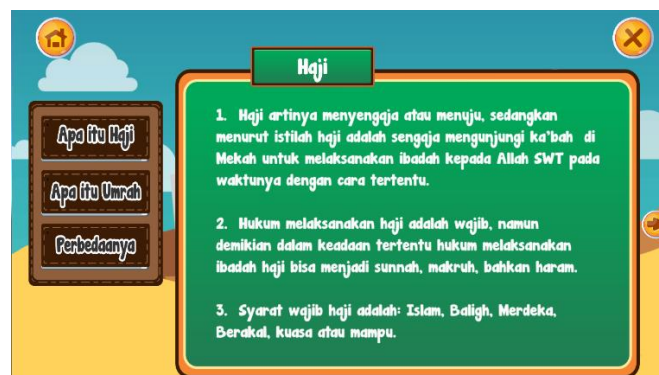 Haji
Apa itu Haji
Apa itu Umrah
Perbedaanya
1. Haji artinya menyengaja atau menuju, sedangkan
menurut istilah haji adalah sengaja mengunjungi ka'bah di
Mekah untuk melaksanakan ibadah kepada Allah SWT pada
waktunya dengan cara tertentu.
2. Hukum melaksanakan haji adalah wajib, namun
demikian dalam keadaan tertentu hukum melaksanakan
ibadah haji bisa menjadi sunnah, makruh, bahkan haram.
3. Syarat wajib haji adalah: Islam, Baligh, Merdeka,
Berakal, kuasa atau mampu.